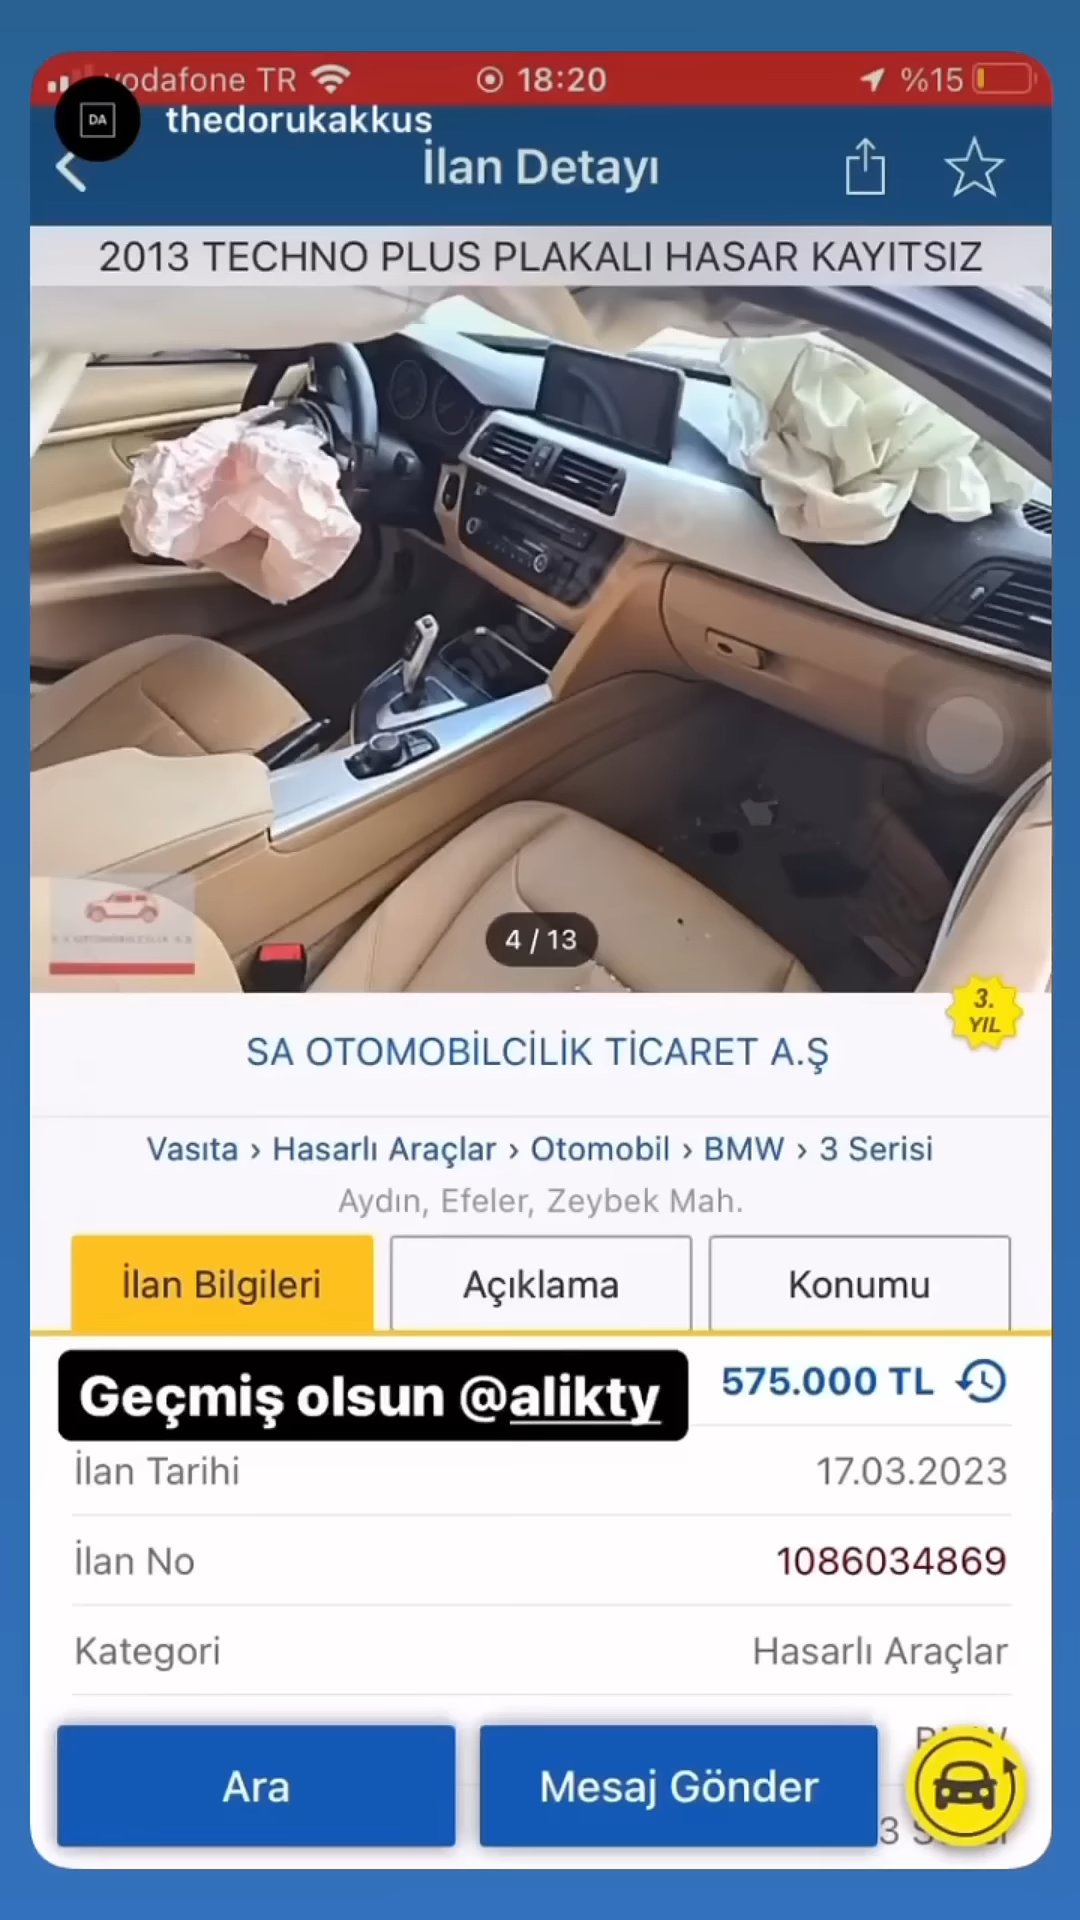 vodafone TR
18:20
%15
DA
thedorukakkus
İlan Detayı
2013 TECHNO PLUS PLAKALI HASAR KAYITSIZ
4 / 13
3.
YIL
SA OTOMOBİLCİLİK TİCARET A.Ş
Vasıta › Hasarlı Araçlar › Otomobil › BMW › 3 Serisi
Aydın, Efeler, Zeybek Mah.
İlan Bilgileri
Açıklama
Konumu
Geçmiş olsun @alikty
575.000 TL
İlan Tarihi
17.03.2023
İlan No
1086034869
Kategori
Hasarlı Araçlar
Ara
Mesaj Gönder